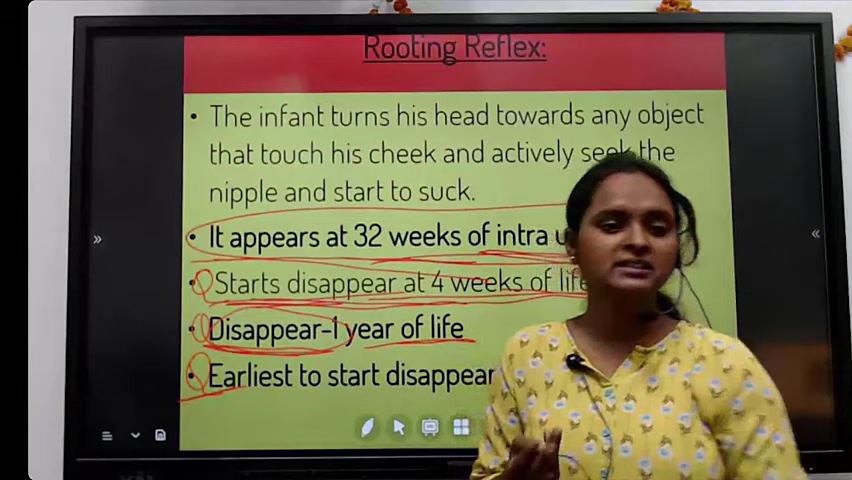 Rooting Reflex:
• The infant turns his head towards any object
that touch his cheek and actively seek the
nipple and start to suck.
• It appears at 32 weeks of intra
• Starts disappear at 4 weeks of life
• Disappear-1 year of life
• Earliest to start disappear